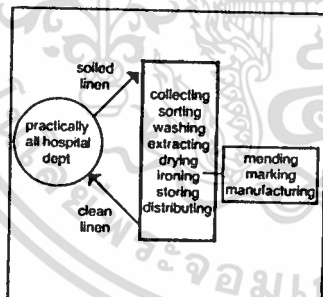 soiled
linen
practically
all hospital
dept
clean
linen
collecting
sorting
washing
extracting
drying
ironing
storing
distributing
mending
marking
manufacturing